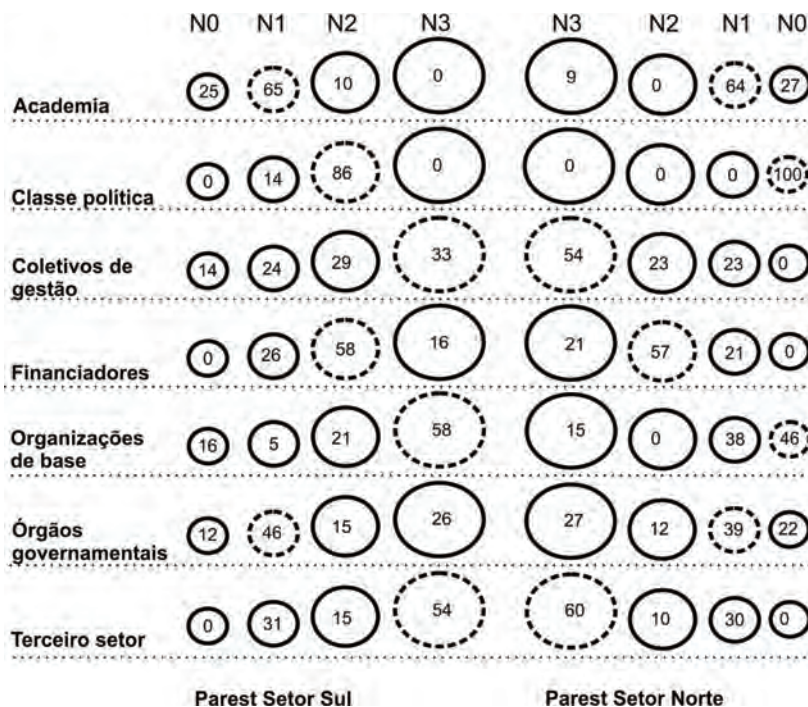 N0 N1 N2 N3 N3 N2 N1 N0
Academia 25 65 10 0 9 0 64 27
Classe política 0 14 86 0 0 0 0 100
Coletivos de
gestão 14 24 29 33 54 23 23 0
Financiadores 0 26 58 16 21 57 21 0
Organizações
de base 16 5 21 58 15 0 38 46
Órgãos
governamentais 12 46 15 26 27 12 39 22
Terceiro setor 0 31 15 54 60 10 30 0
Parest Setor Sul Parest Setor Norte